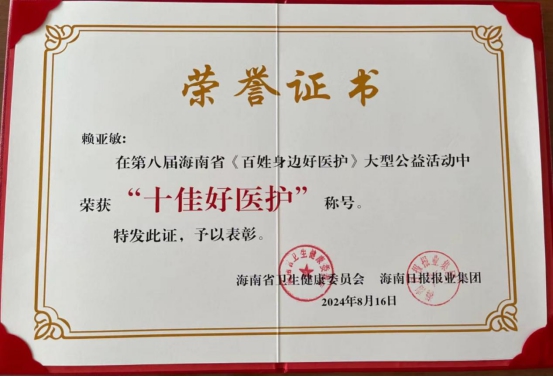 荣誉证书
赖亚敏:
在第八届海南省《百姓身边好医护》大型公益活动中
荣获 “十佳好医护” 称号。
特发此证，予以表彰。
海南省卫生健康委员会 海南日报报业集团
2024年8月16日